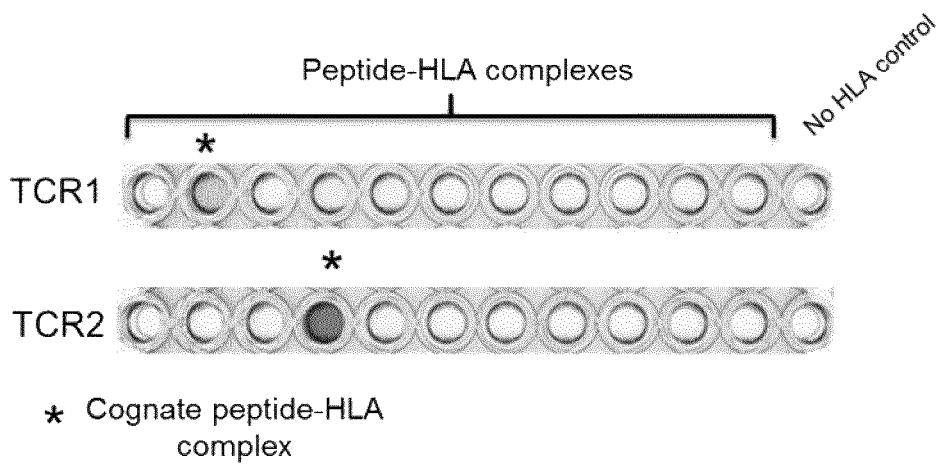 Peptide-HLA complexes
No HLA control
*
TCR1
*
TCR2
* Cognate peptide-HLA
complex